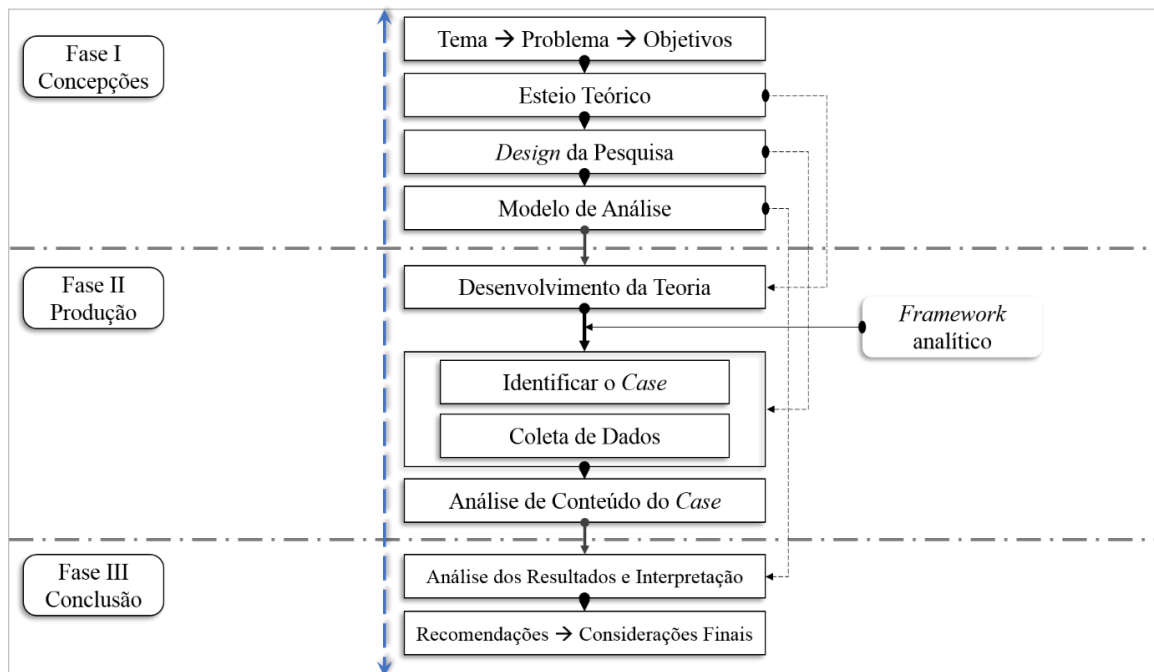 Fase I
Concepções
Tema → Problema → Objetivos
Esteio Teórico
Design da Pesquisa
Modelo de Análise
Fase II
Produção
Desenvolvimento da Teoria
Framework
analítico
Identificar o Case
Coleta de Dados
Análise de Conteúdo do Case
Fase III
Conclusão
Análise dos Resultados e Interpretação
Recomendações → Considerações Finais